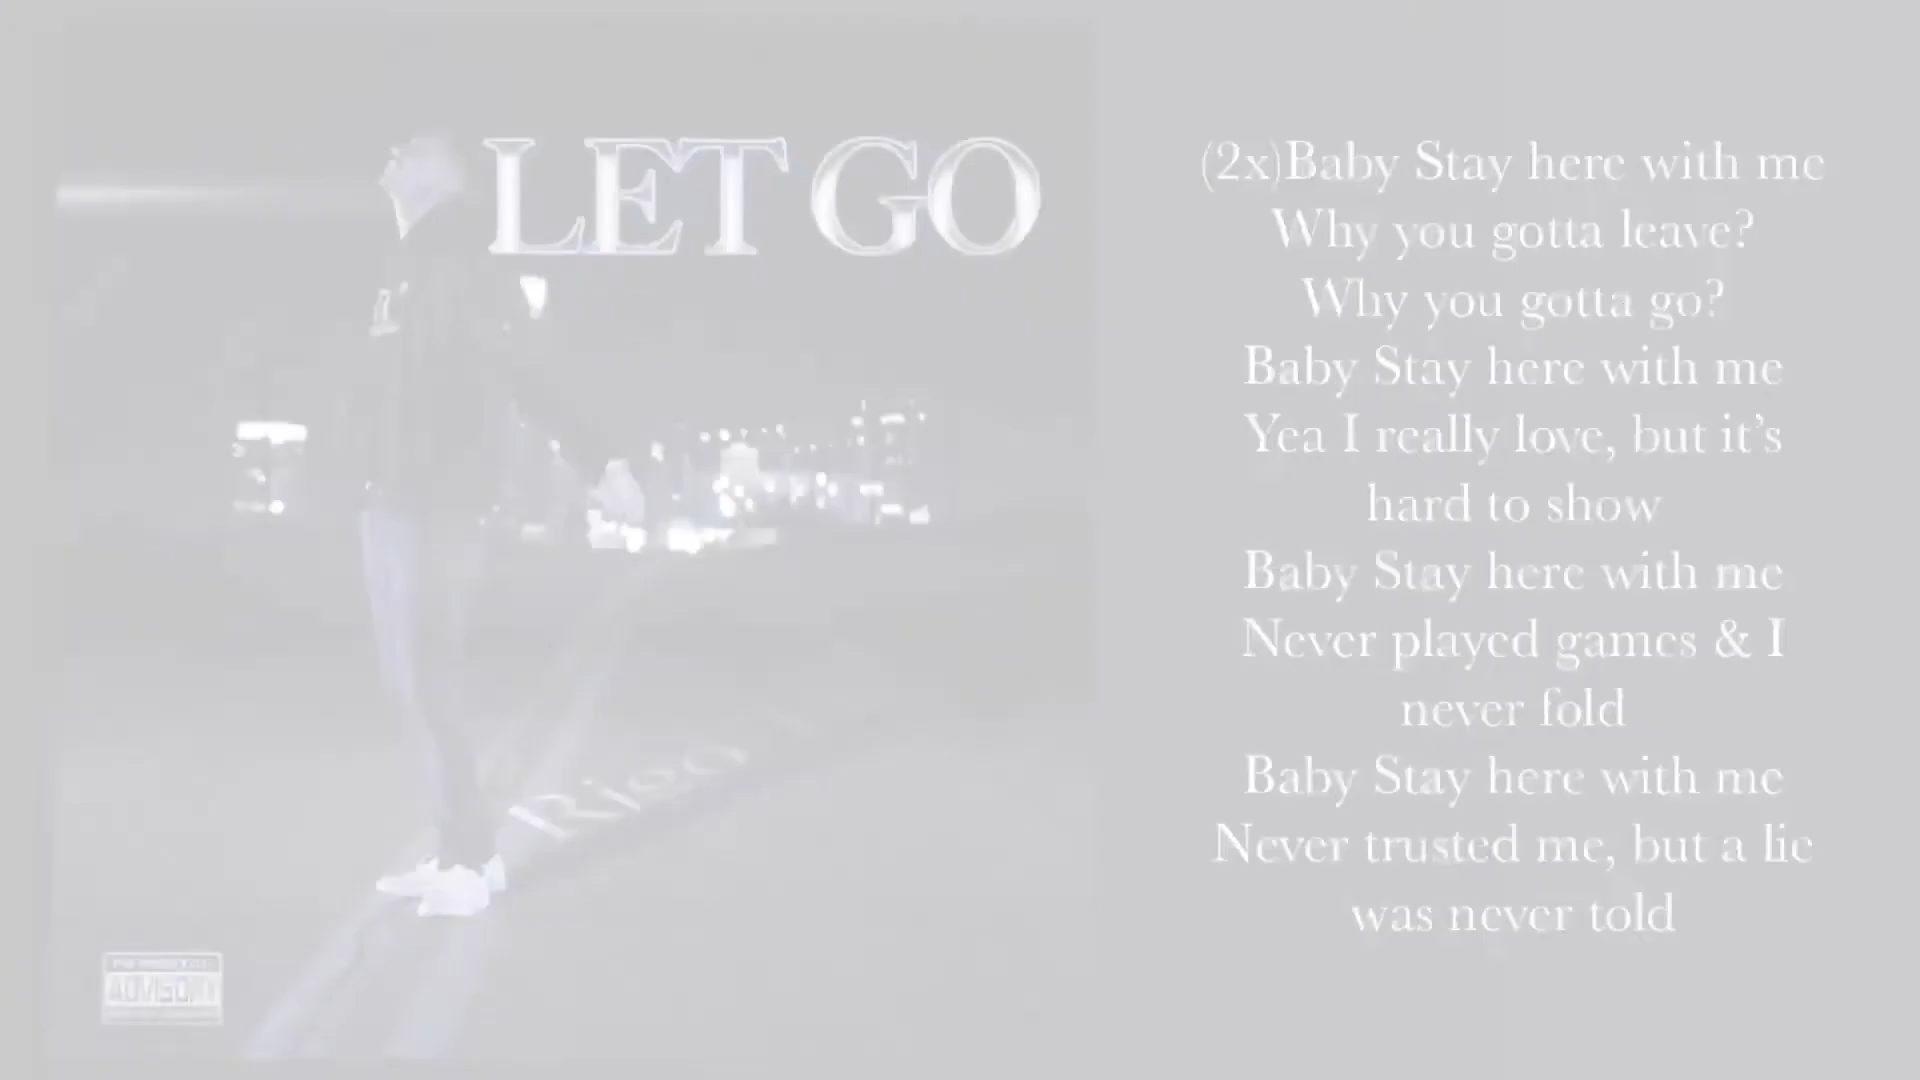 LET GO
(2x)Baby Stay here with me
Why you gotta leave?
Why you gotta go?
Baby Stay here with me
Yea I really love, but it's
hard to show
Baby Stay here with me
Never played games & I
never fold
Baby Stay here with me
Never trusted me, but a lie
was never told
ADVISORY